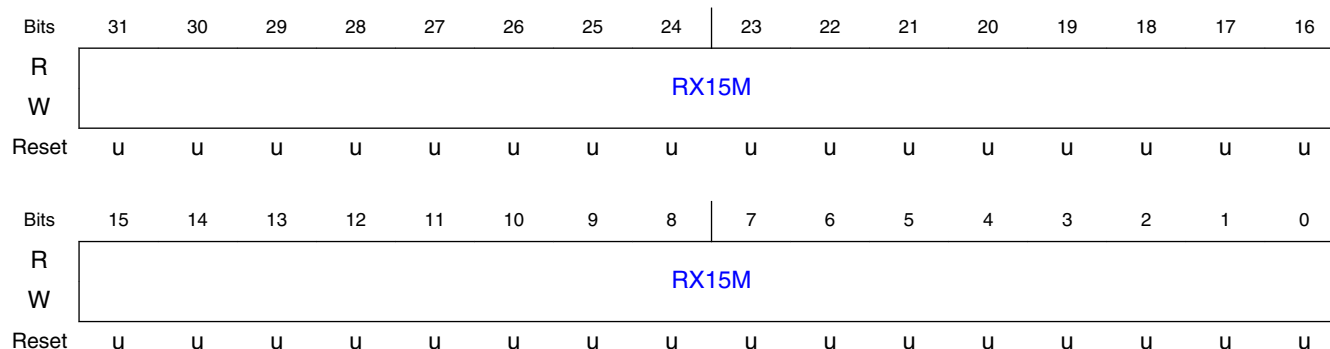 Bits 31 30 29 28 27 26 25 24 23 22 21 20 19 18 17 16
R
RX15M
W
Reset u u u u u u u u u u u u u u u u
Bits 15 14 13 12 11 10 9 8 7 6 5 4 3 2 1 0
R
RX15M
W
Reset u u u u u u u u u u u u u u u u